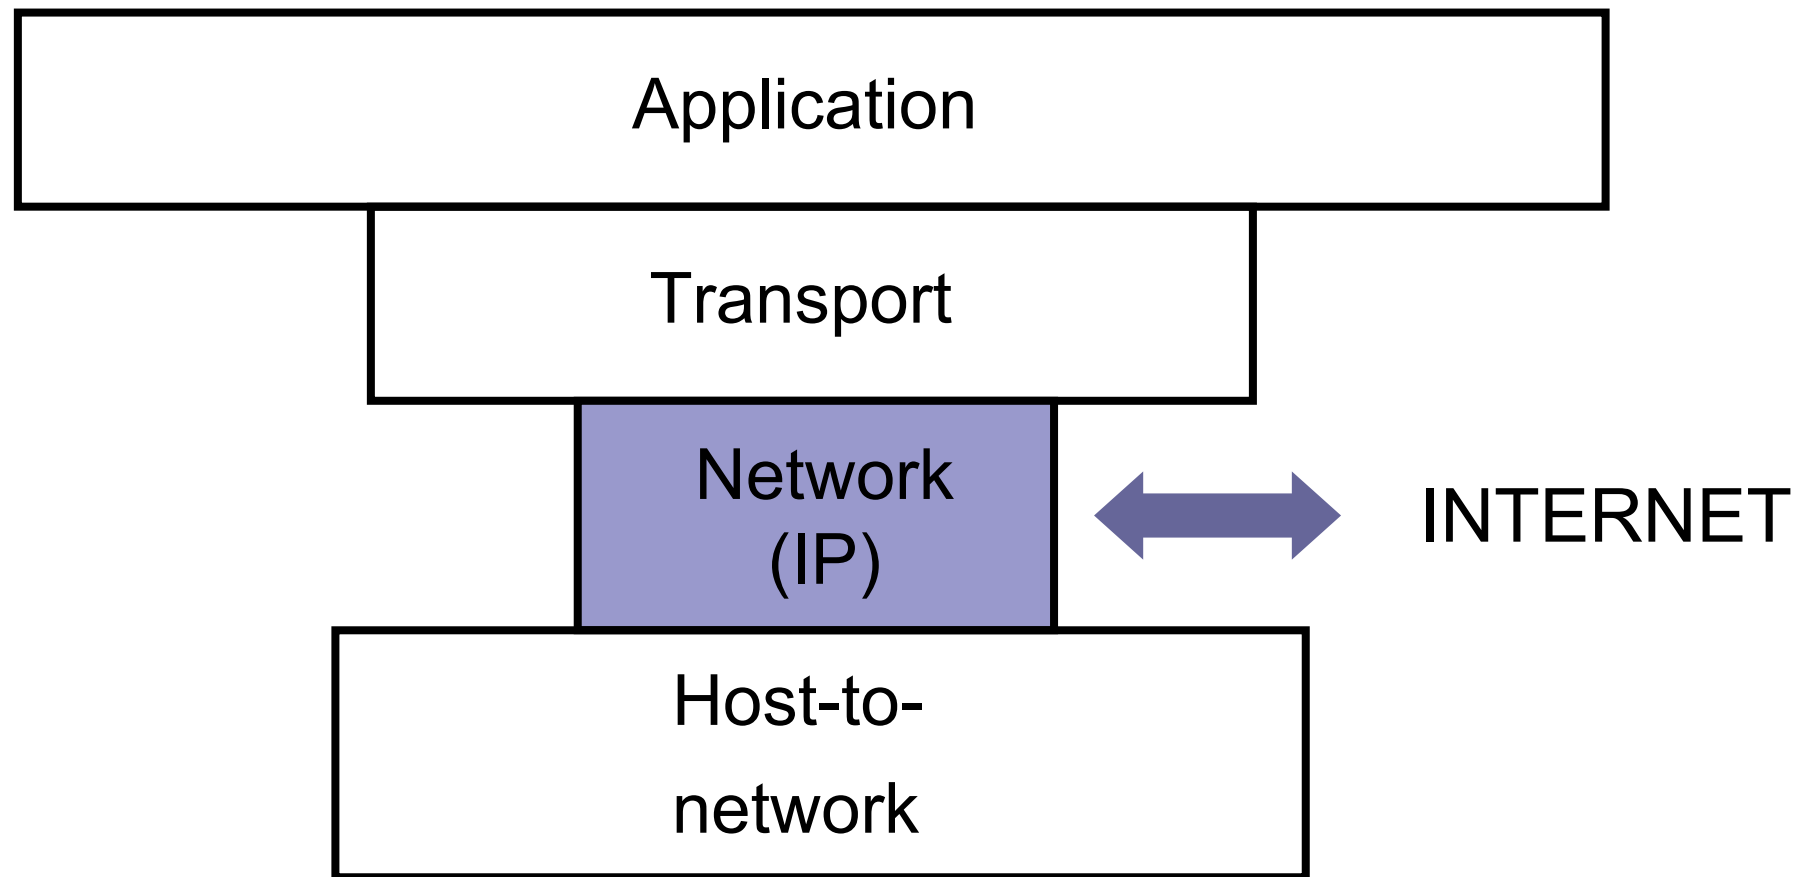 Application
Transport
Network
(IP)
INTERNET
Host-to-
network